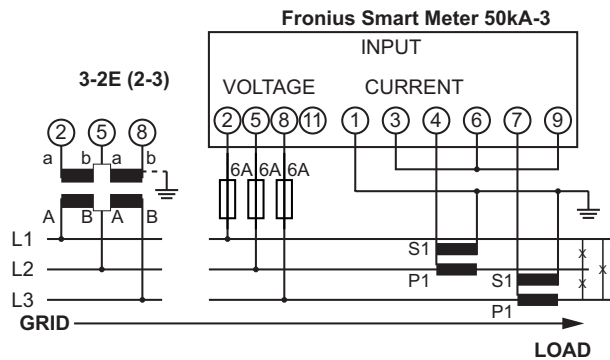 Fronius Smart Meter 50kA-3
INPUT
3-2E (2-3)
VOLTAGE CURRENT
2 5 8 2 5 8 11 1 3 4 6 7 9
a b a b
6A 6A 6A
A B A B
L1
S1
L2
P1
S1
L3
P1
GRID
LOAD
x
x
x